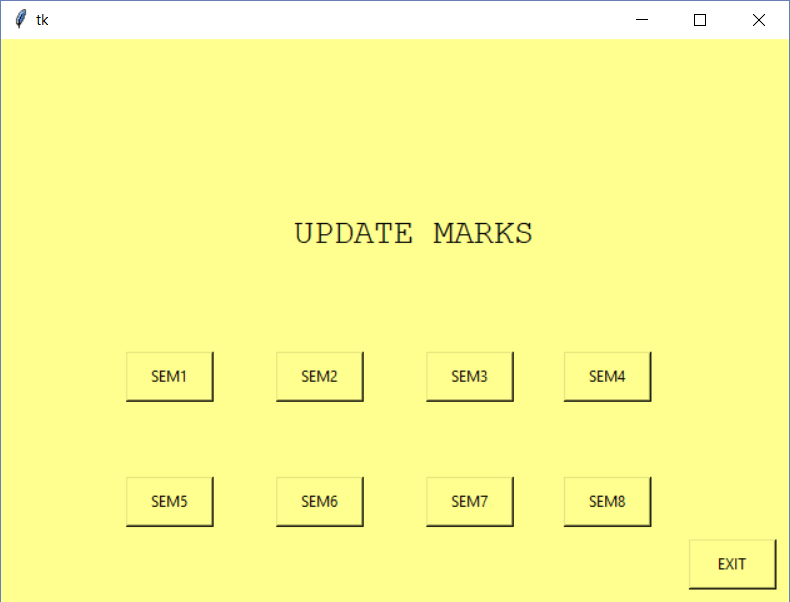 tk
UPDATE MARKS
SEM1 SEM2 SEM3 SEM4
SEM5 SEM6 SEM7 SEM8
EXIT